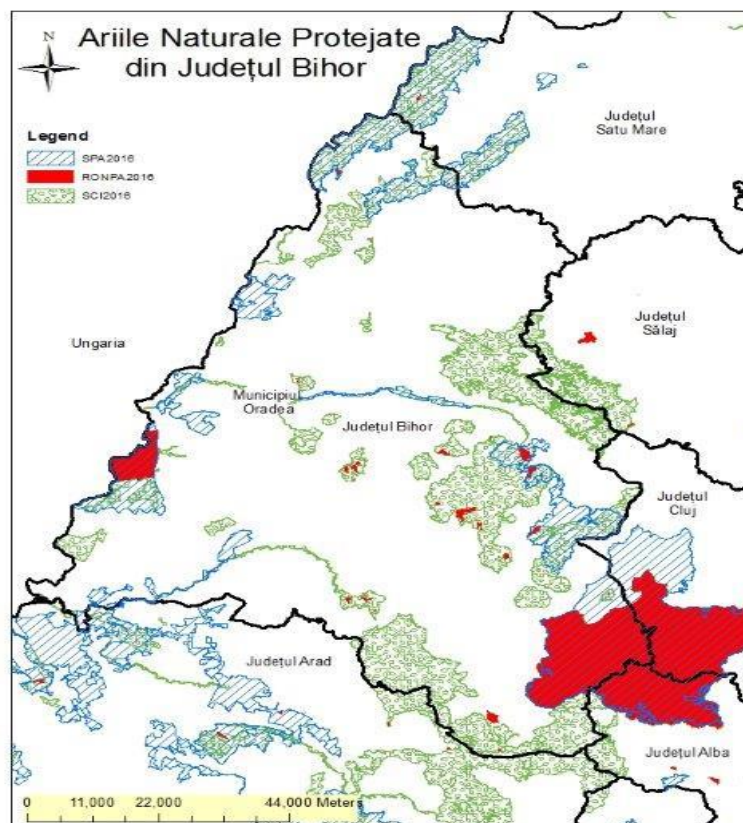 Ariile Naturale Protejate
din Județul Bihor
N
Legend
SPA2016
RONPA2016
SCI2016
Județul
Satu Mare
Ungaria
Județul
Sălaj
Municipiul
Oradea
Județul Bihor
Județul
Cluj
Județul Arad
Județul Alba
0 11,000 22,000 44,000 Meters